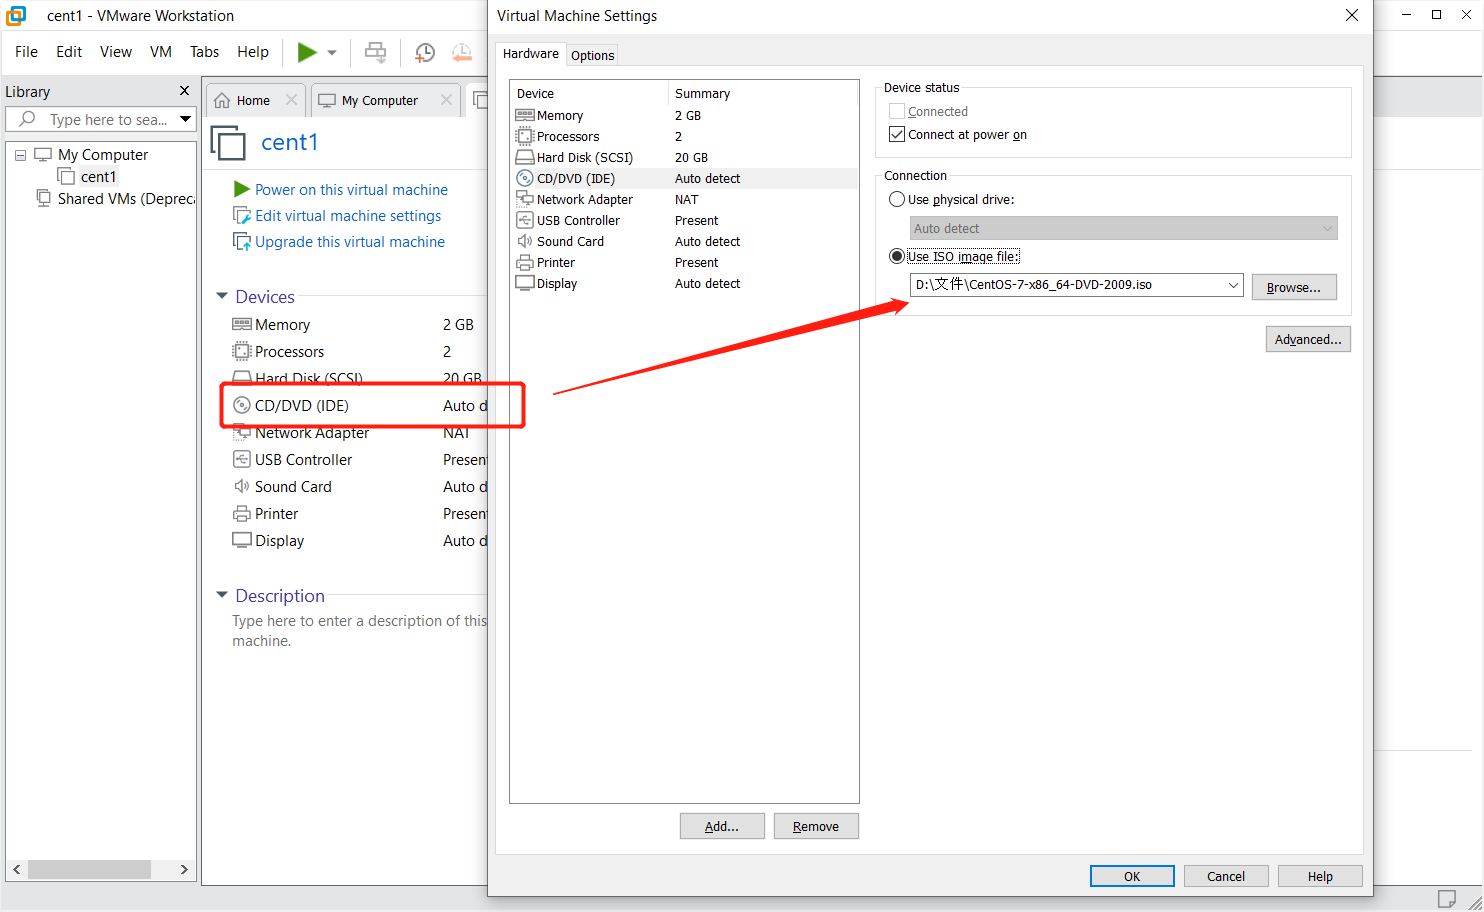 cent1 - VMware Workstation
File Edit View VM Tabs Help
Library
Type here to sea...
My Computer
cent1
Shared VMs (Depreca
Home
My Computer
cent1
Power on this virtual machine
Edit virtual machine settings
Upgrade this virtual machine
Devices
Memory 2 GB
Processors 2
Hard Disk (SCSI) 20 GB
CD/DVD (IDE) Auto d
Network Adapter NAT
USB Controller Presen
Sound Card Auto d
Printer Presen
Display Auto d
Description
Type here to enter a description of this
machine.
Virtual Machine Settings
Hardware Options
Device Summary
Memory 2 GB
Processors 2
Hard Disk (SCSI) 20 GB
CD/DVD (IDE) Auto detect
Network Adapter NAT
USB Controller Present
Sound Card Auto detect
Printer Present
Display Auto detect
Add... Remove
Device status
Connected
Connect at power on
Connection
Use physical drive:
Auto detect
Use ISO image file:
D:\文件\CentOS-7-x86_64-DVD-2009.iso
Browse...
Advanced...
OK Cancel Help